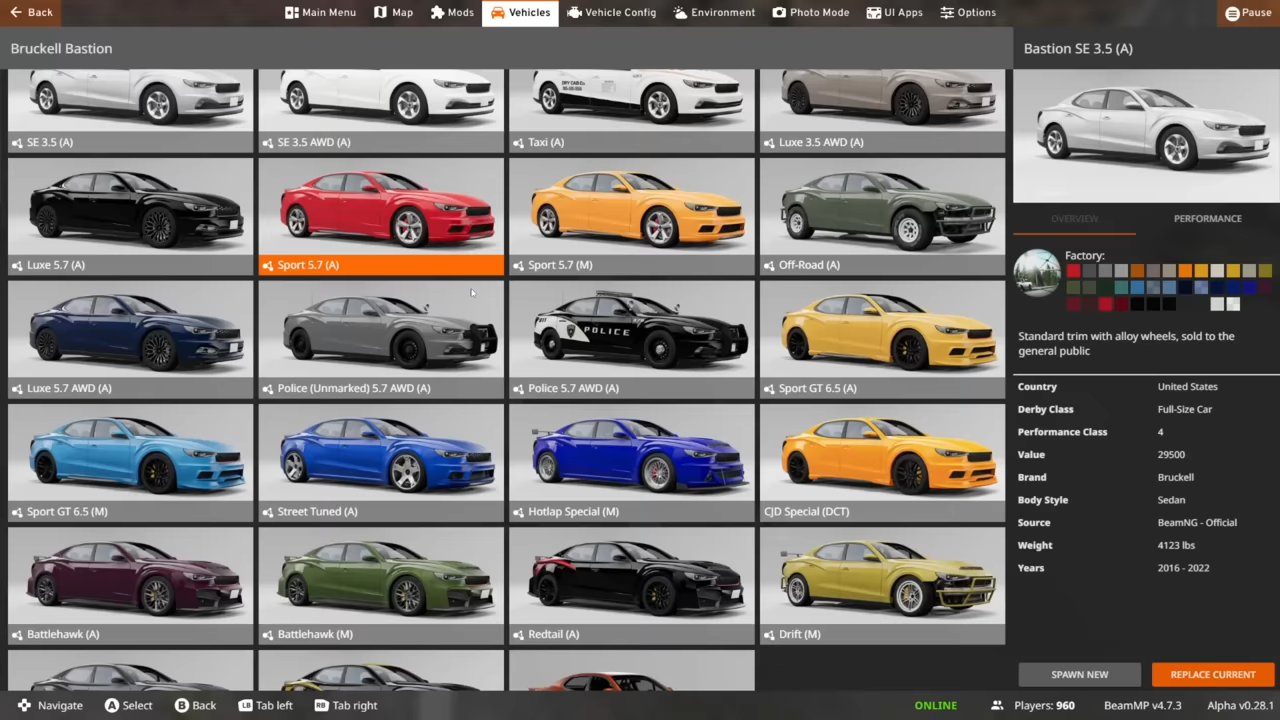 Back
Main Menu
Map
Mods
Vehicles
Vehicle Config
Environment
Photo Mode
UI Apps
Options
Pause
Bruckell Bastion
Bastion SE 3.5 (A)
SE 3.5 (A)
SE 3.5 AWD (A)
Taxi (A)
Luxe 3.5 AWD (A)
Luxe 5.7 (A)
Sport 5.7 (A)
Sport 5.7 (M)
Off-Road (A)
POLICE
Luxe 5.7 AWD (A)
Police (Unmarked) 5.7 AWD (A)
Police 5.7 AWD (A)
Sport GT 6.5 (A)
Sport GT 6.5 (M)
Street Tuned (A)
Hotlap Special (M)
CJD Special (DCT)
Battlehawk (A)
Battlehawk (M)
Redtail (A)
Drift (M)
OVERVIEW
PERFORMANCE
Factory:
Standard trim with alloy wheels, sold to the
general public
Country United States
Derby Class Full-Size Car
Performance Class 4
Value 29500
Brand Bruckell
Body Style Sedan
Source BeamNG - Official
Weight 4123 lbs
Years 2016 - 2022
SPAWN NEW
REPLACE CURRENT
Navigate
A Select
B Back
LB Tab left
RB Tab right
ONLINE
Players: 960
BeamMP v4.7.3
Alpha v0.28.1